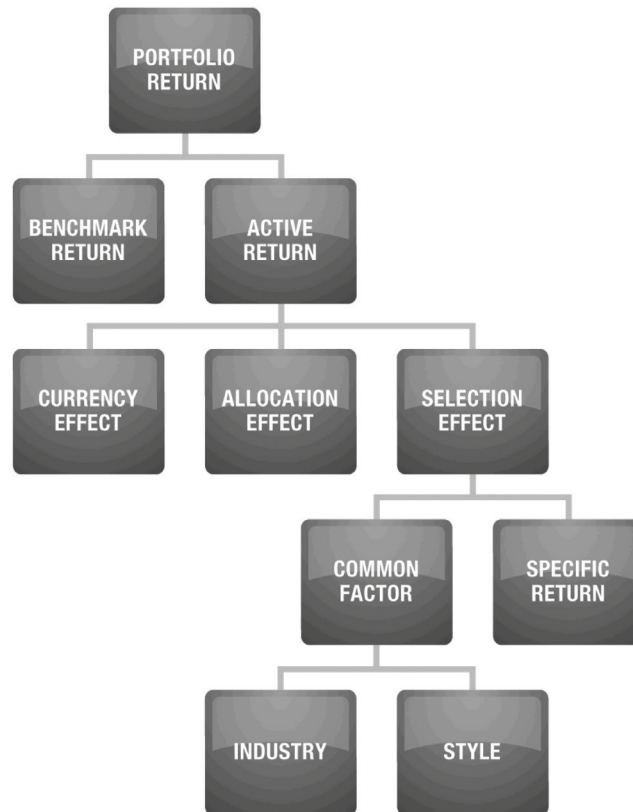 PORTFOLIO
RETURN
BENCHMARK
RETURN
ACTIVE
RETURN
CURRENCY
EFFECT
ALLOCATION
EFFECT
SELECTION
EFFECT
COMMON
FACTOR
SPECIFIC
RETURN
INDUSTRY
STYLE